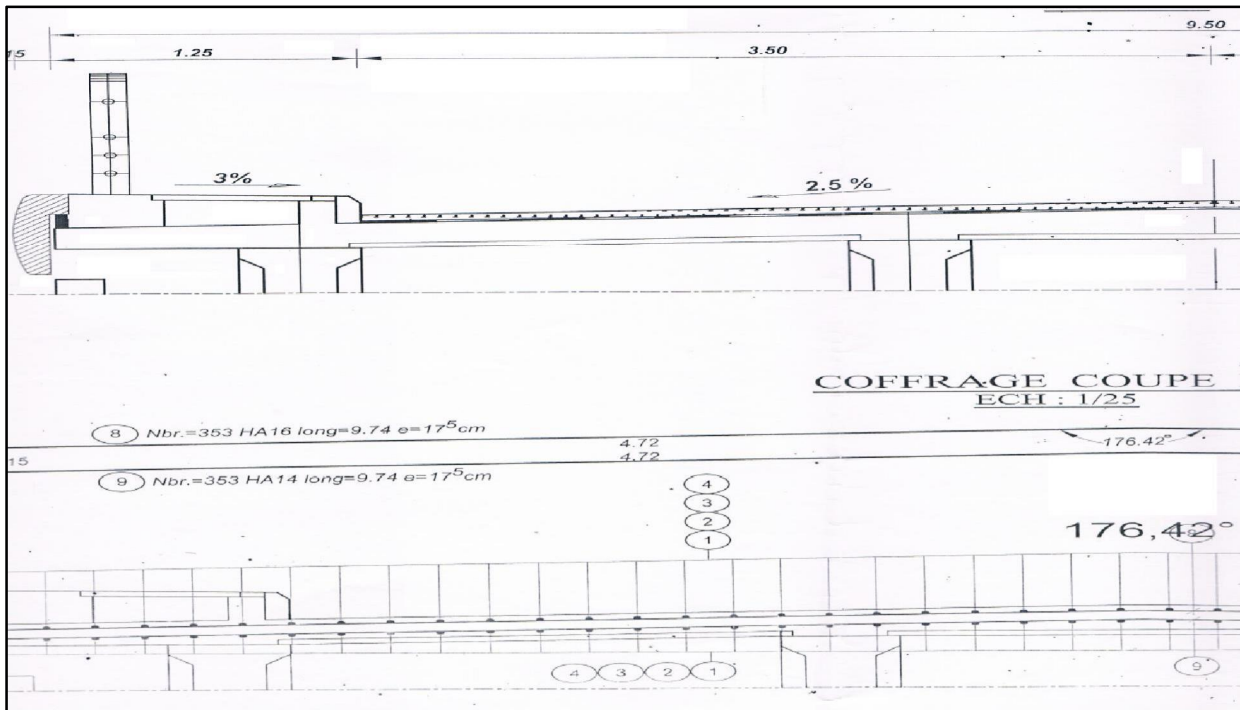 9.50
15 1.25 3.50
3% 2.5 %
COFFRAGE COUPE
ECH : 1/25
8 Nbr.=353 HA16 long=9.74 e=17⁵cm
4.72 176.42°
15 4.72
9 Nbr.=353 HA14 long=9.74 e=17⁵cm
4
3
2
1
176,42°
4 3 2 1 9